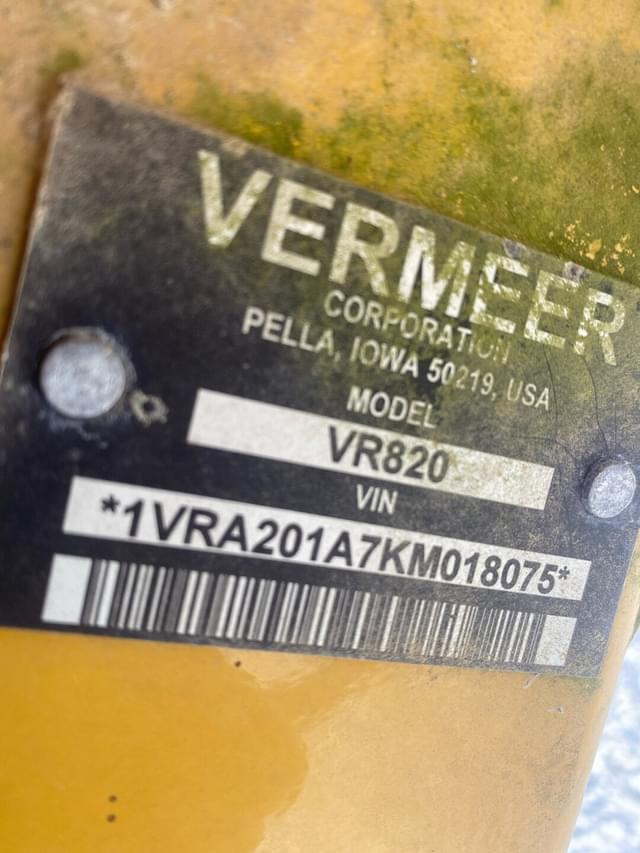 VERMEER
CORPORATION
PELLA, IOWA 50219, USA
MODEL
VR820
VIN
*1VRA201A7KM018075*